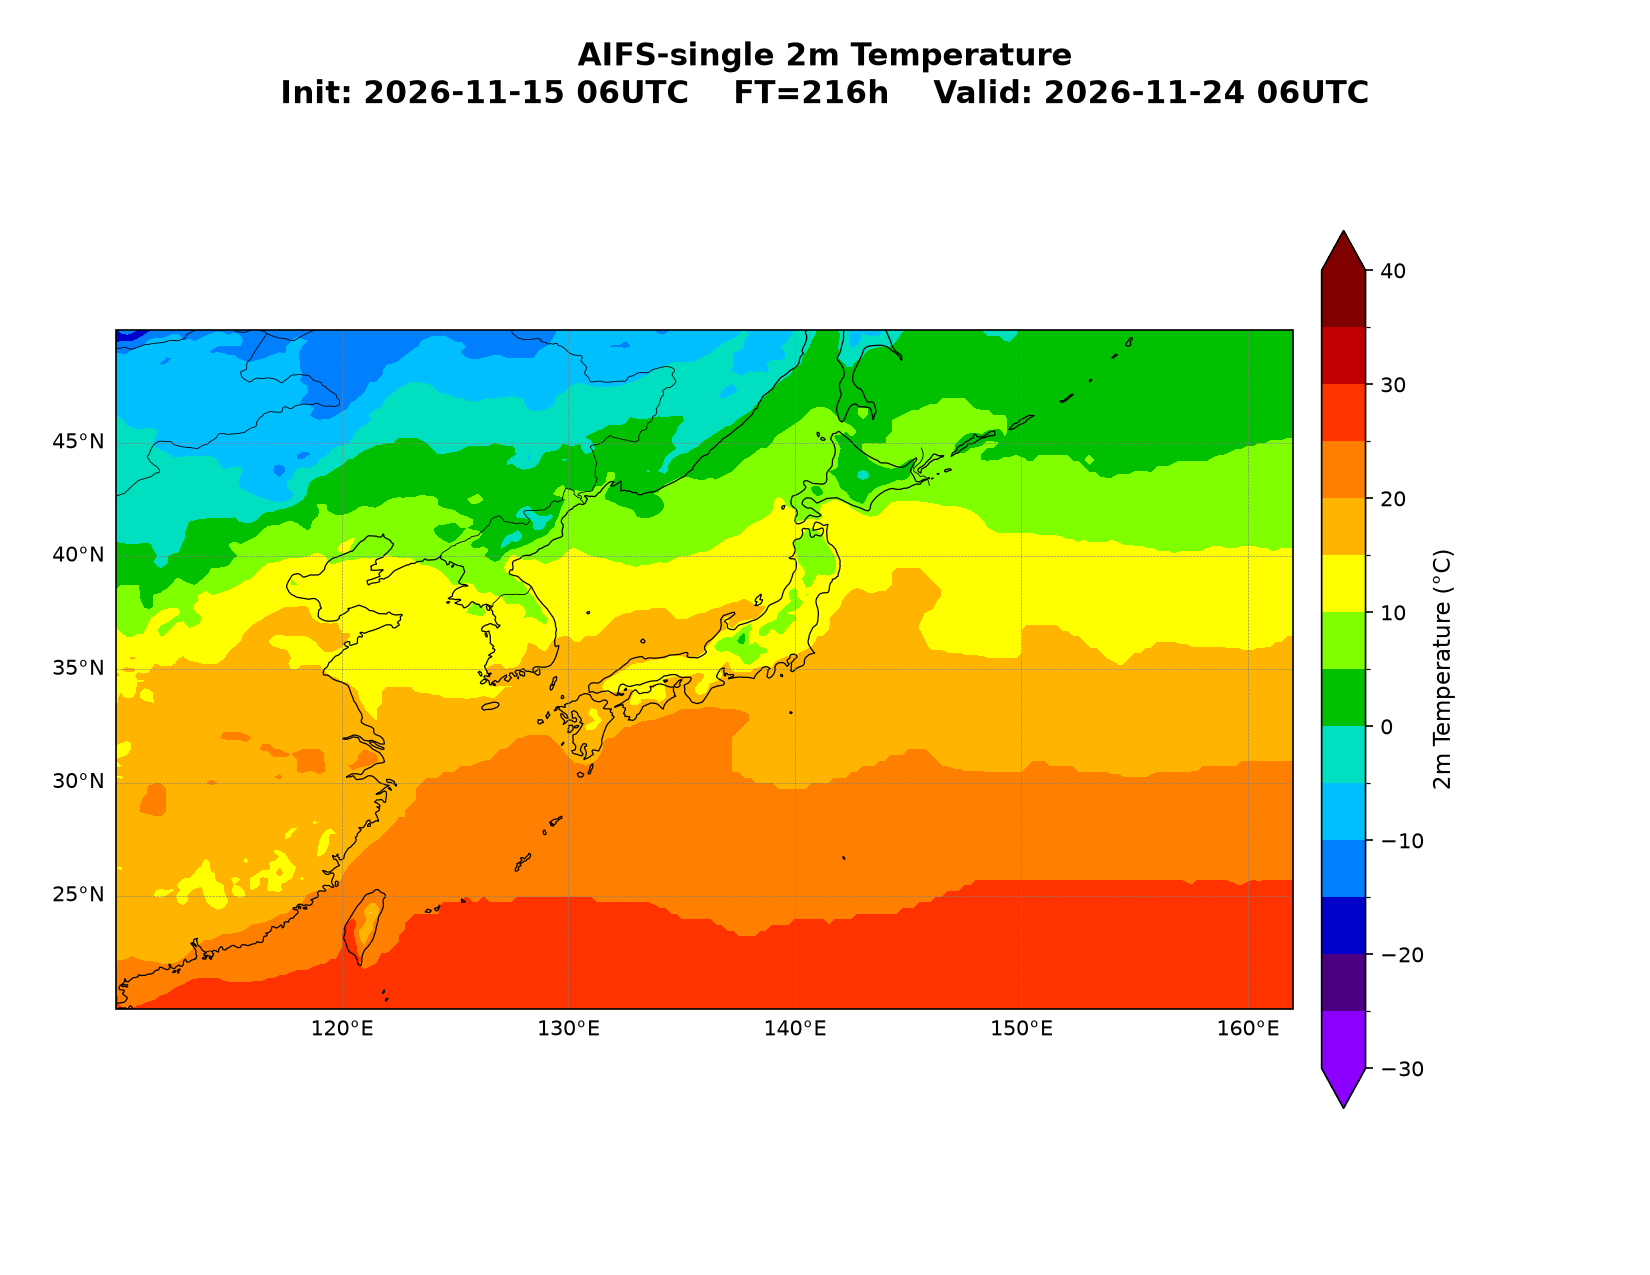 AIFS-single 2m Temperature
Init: 2026-11-15 06UTC    FT=216h    Valid: 2026-11-24 06UTC
45°N
40°N
35°N
30°N
25°N
120°E
130°E
140°E
150°E
160°E
40
30
20
10
0
−10
−20
−30
2m Temperature (°C)